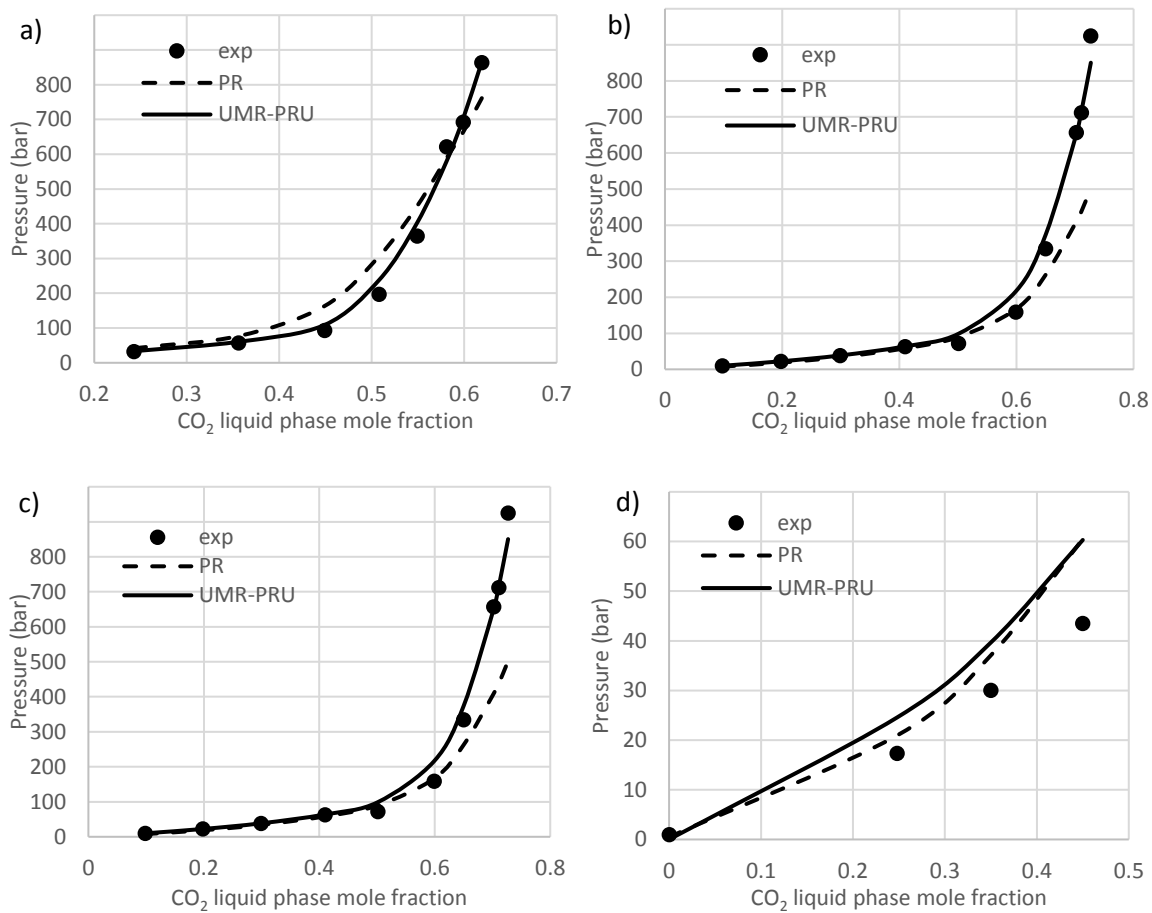 a)
exp
PR
UMR-PRU
Pressure (bar)
800
700
600
500
400
300
200
100
0
0.2 0.3 0.4 0.5 0.6 0.7
CO₂ liquid phase mole fraction
b)
exp
PR
UMR-PRU
Pressure (bar)
800
700
600
500
400
300
200
100
0
0 0.2 0.4 0.6 0.8
CO₂ liquid phase mole fraction
c)
exp
PR
UMR-PRU
Pressure (bar)
800
700
600
500
400
300
200
100
0
0 0.2 0.4 0.6 0.8
CO₂ liquid phase mole fraction
d)
exp
PR
UMR-PRU
Pressure (bar)
60
50
40
30
20
10
0
0 0.1 0.2 0.3 0.4 0.5
CO₂ liquid phase mole fraction